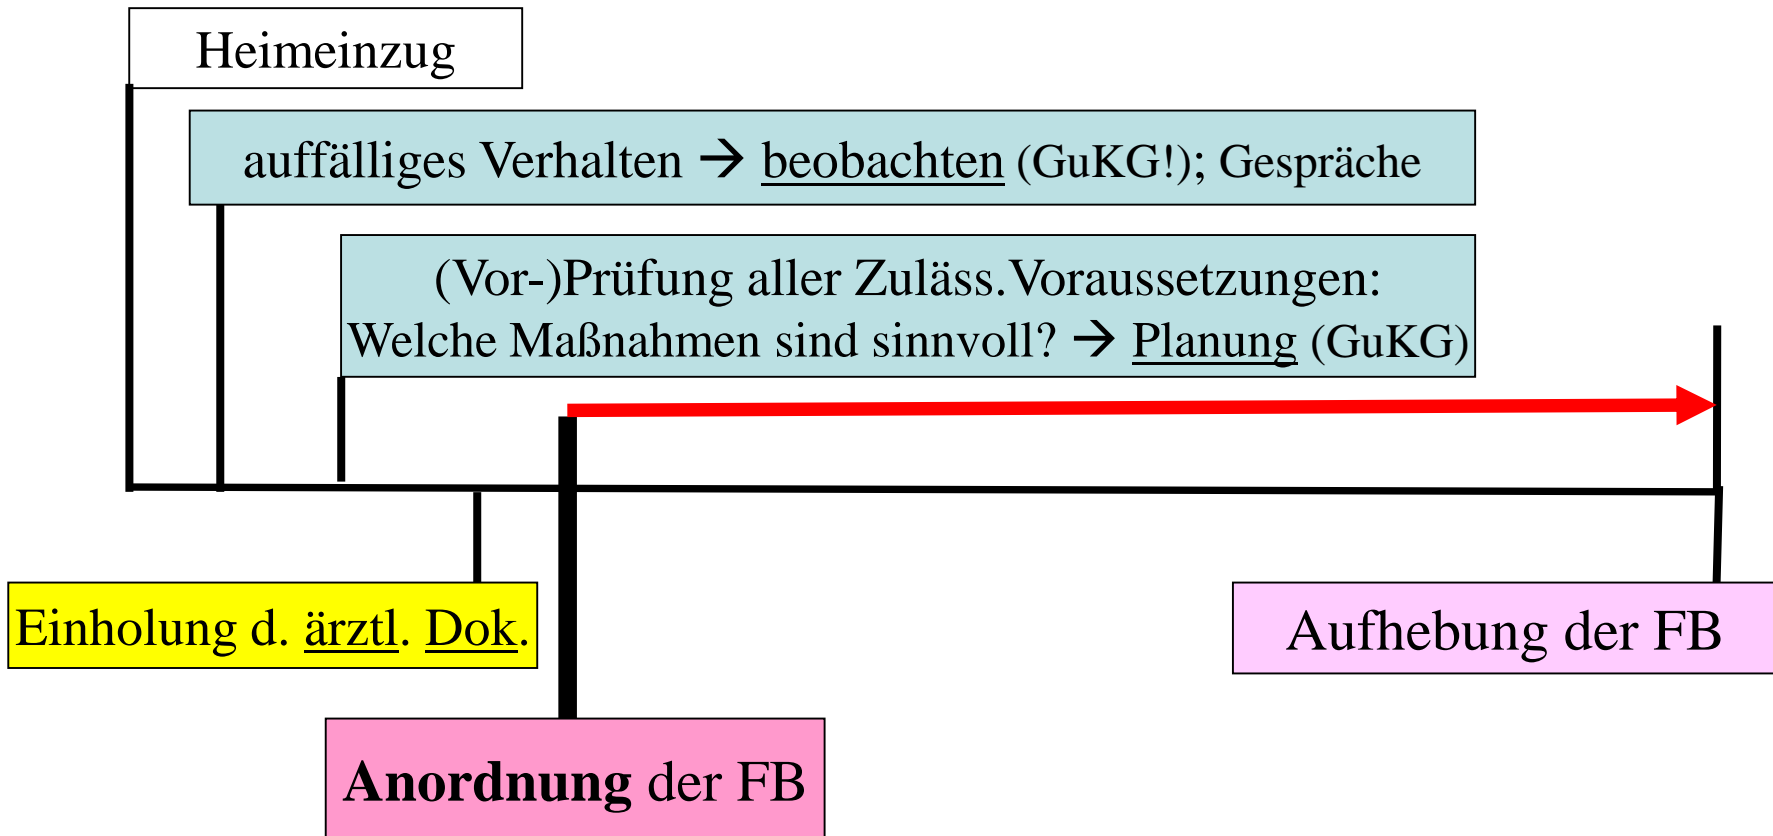 Heimeinzug
auffälliges Verhalten → beobachten (GuKG!); Gespräche
(Vor-)Prüfung aller Zuläss.Voraussetzungen:
Welche Maßnahmen sind sinnvoll? → Planung (GuKG)
Einholung d. ärztl. Dok.
Aufhebung der FB
Anordnung der FB